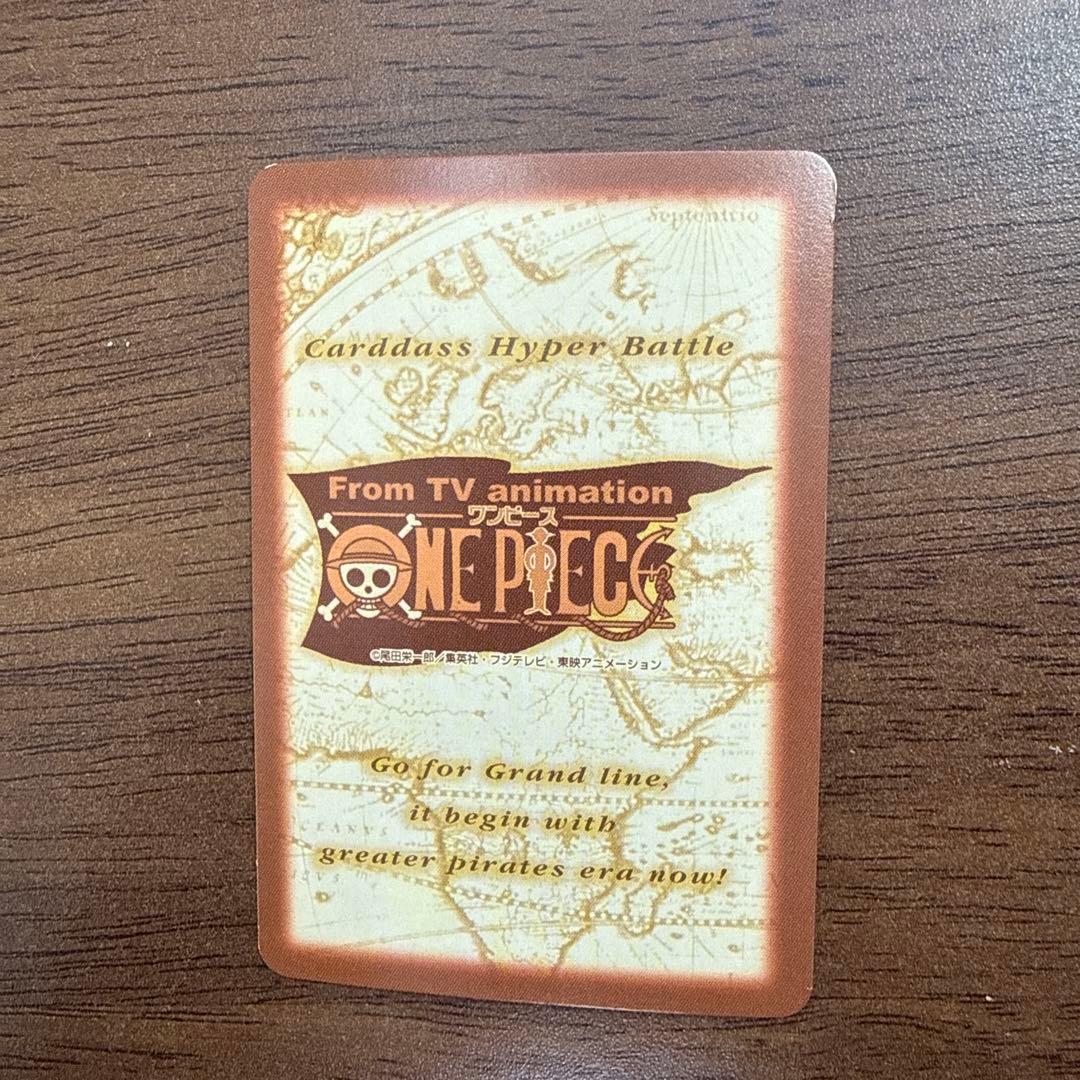 Septentrio
Carddass Hyper Battle
From TV animation
ワンピース
ONE PIECE
©尾田栄一郎／集英社・フジテレビ・東映アニメーション
Go for Grand line,
it begin with
greater pirates era now!